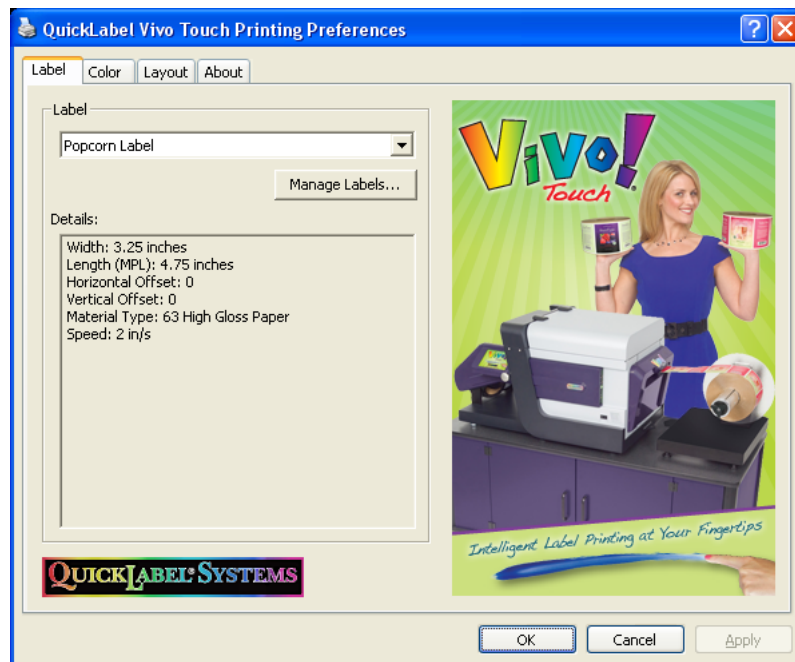 QuickLabel Vivo Touch Printing Preferences
Label
Color
Layout
About
Label
Popcorn Label
Manage Labels...
Details:
Width: 3.25 inches
Length (MPL): 4.75 inches
Horizontal Offset: 0
Vertical Offset: 0
Material Type: 63 High Gloss Paper
Speed: 2 in/s
QUICKLABEL® SYSTEMS
Vivo!
Touch
Intelligent Label Printing at Your Fingertips
OK
Cancel
Apply